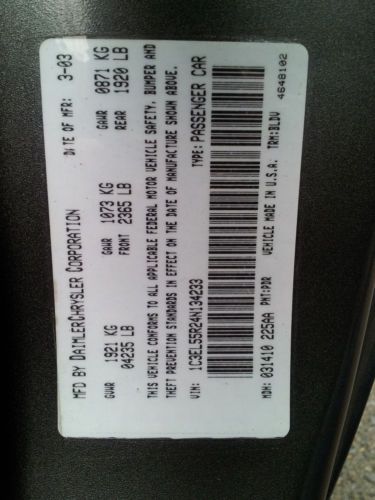 MFD BY DAIMLERCHRYSLER CORPORATION DATE OF MFR: 3-03
GVWR GAWR GAWR
1921 KG 1073 KG 0871 KG
04235 LB FRONT 2365 LB REAR 1920 LB
THIS VEHICLE CONFORMS TO ALL APPLICABLE FEDERAL MOTOR VEHICLE SAFETY, BUMPER AND
THEFT PREVENTION STANDARDS IN EFFECT ON THE DATE OF MANUFACTURE SHOWN ABOVE.
VIN: 1C3EL55R24N134233 TYPE: PASSENGER CAR
MDH: 031410 225AA PNT:PDR VEHICLE MADE IN U.S.A. TRM:BLDV
4648102